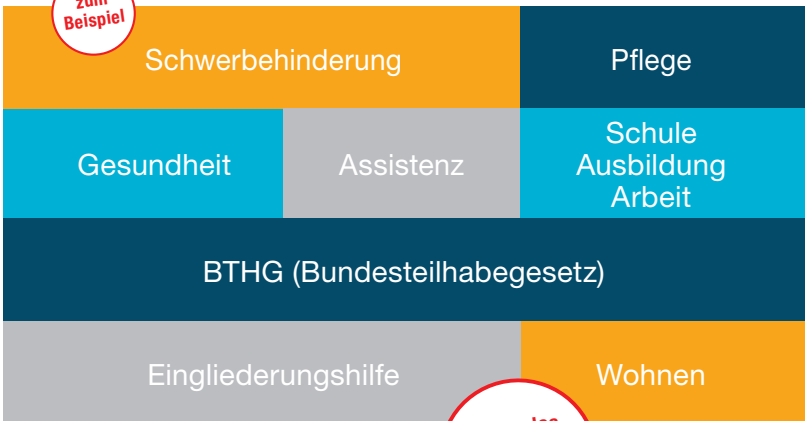 zum
Beispiel
Schwerbehinderung
Pflege
Gesundheit
Assistenz
Schule
Ausbildung
Arbeit
BTHG (Bundesteilhabegesetz)
Eingliederungshilfe
Wohnen